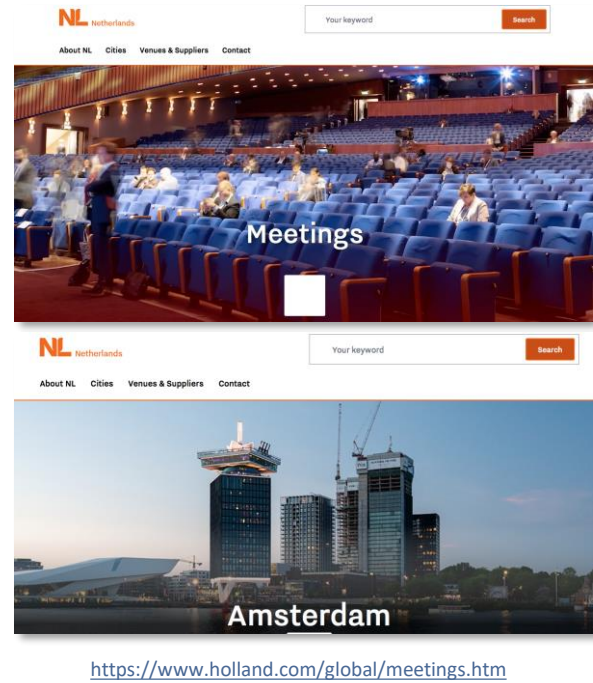 NL Netherlands
Your keyword
Search
About NL Cities Venues & Suppliers Contact
Meetings
NL Netherlands
Your keyword
Search
About NL Cities Venues & Suppliers Contact
Amsterdam
https://www.holland.com/global/meetings.htm